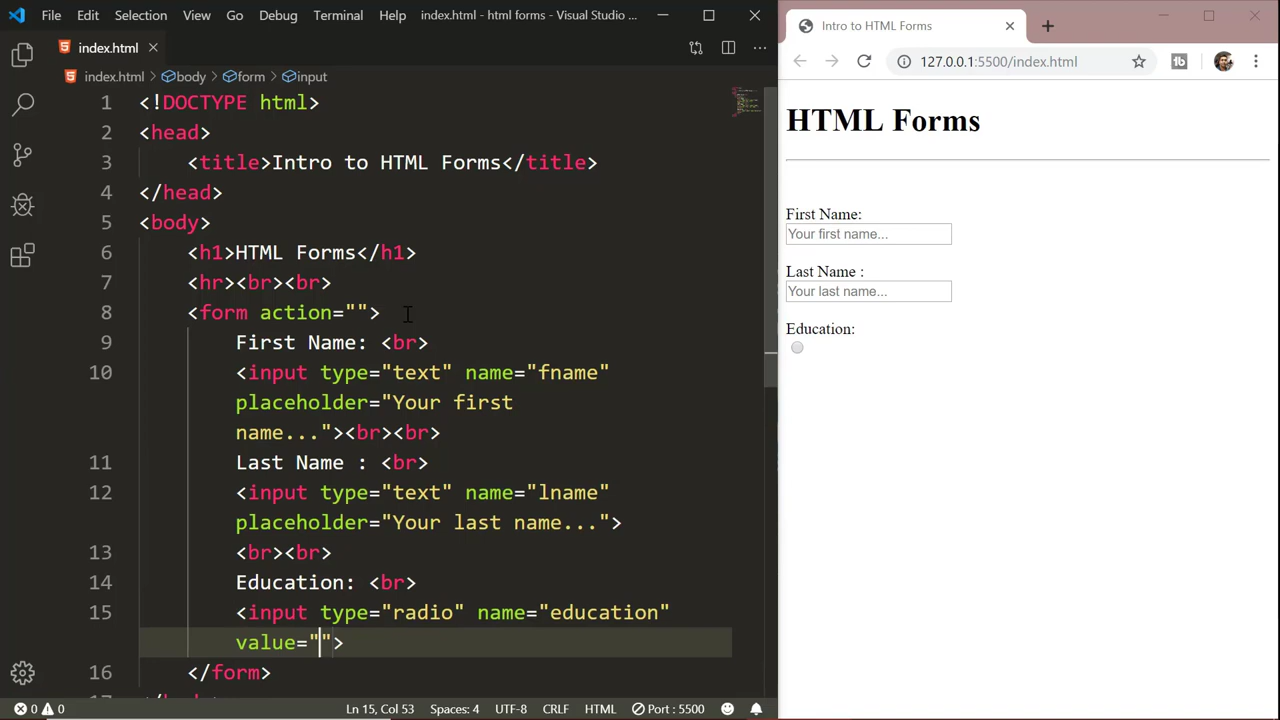 File Edit Selection View Go Debug Terminal Help index.html - html forms - Visual Studio ...
index.html
index.html body form input
1 <!DOCTYPE html>
2 <head>
3 <title>Intro to HTML Forms</title>
4 </head>
5 <body>
6 <h1>HTML Forms</h1>
7 <hr><br><br>
8 <form action="">
9 First Name: <br>
10 <input type="text" name="fname"
placeholder="Your first
name..."><br><br>
11 Last Name : <br>
12 <input type="text" name="lname"
placeholder="Your last name...">
13 <br><br>
14 Education: <br>
15 <input type="radio" name="education"
value="">
16 </form>
0 0 Ln 15, Col 53 Spaces: 4 UTF-8 CRLF HTML Port : 5500
Intro to HTML Forms
127.0.0.1:5500/index.html
HTML Forms
First Name:
Your first name...
Last Name :
Your last name...
Education: